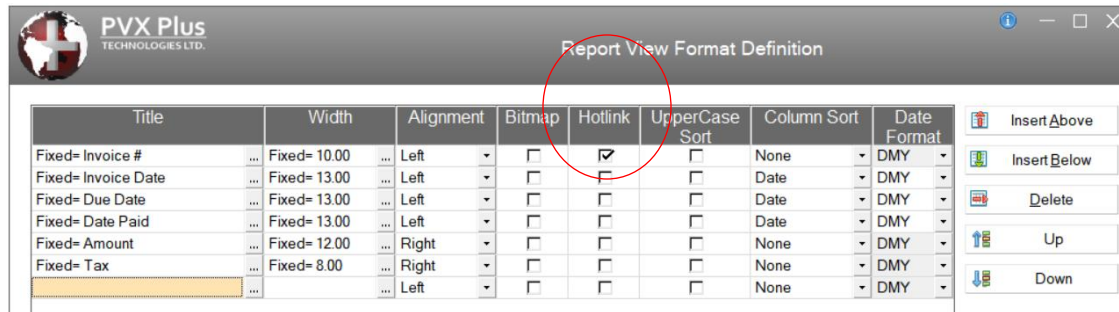 PVX Plus
TECHNOLOGIES LTD.
Report View Format Definition
Title Width Alignment Bitmap Hotlink UpperCase Sort Column Sort Date Format
Fixed= Invoice # ... Fixed= 10.00 ... Left None DMY
Fixed= Invoice Date ... Fixed= 13.00 ... Left Date DMY
Fixed= Due Date ... Fixed= 13.00 ... Left Date DMY
Fixed= Date Paid ... Fixed= 13.00 ... Left Date DMY
Fixed= Amount ... Fixed= 12.00 ... Right None DMY
Fixed= Tax ... Fixed= 8.00 ... Right None DMY
... ... Left None DMY
Insert Above
Insert Below
Delete
Up
Down